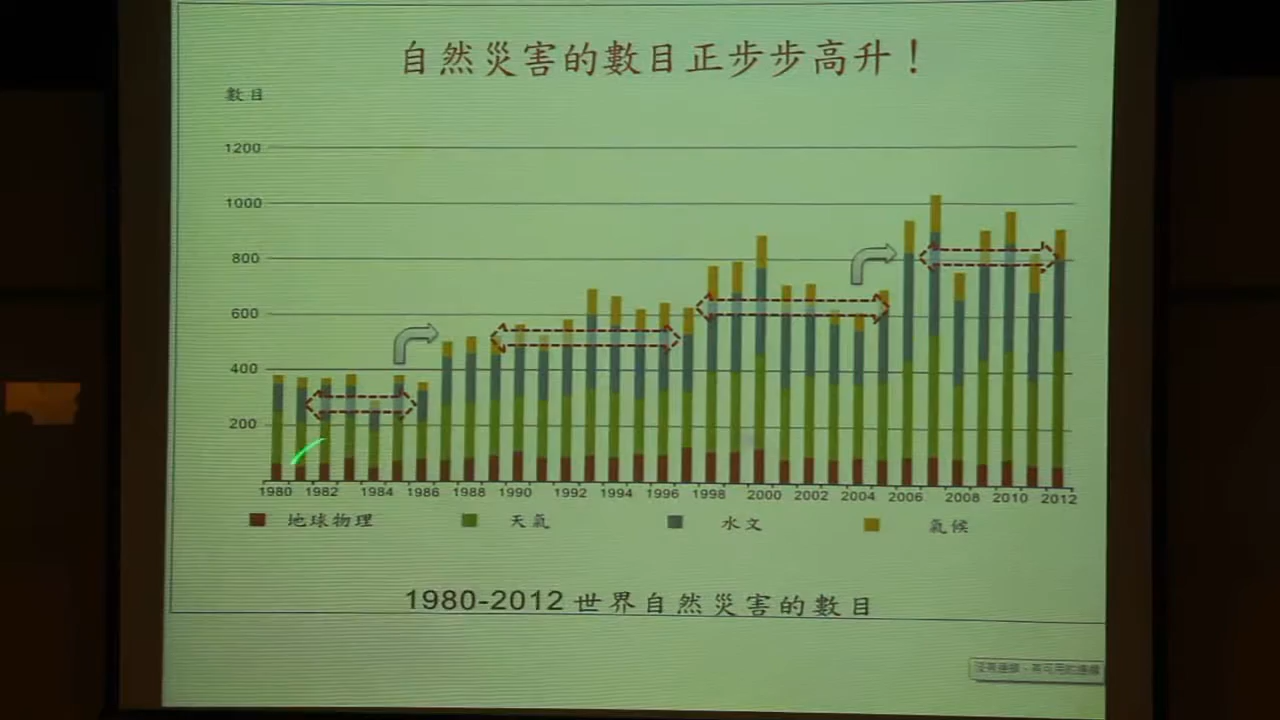 自然災害的數目正步步高升！
數目
1200
1000
800
600
400
200
1980 1982 1984 1986 1988 1990 1992 1994 1996 1998 2000 2002 2004 2006 2008 2010 2012
地球物理 天氣 水文 氣候
1980-2012 世界自然災害的數目